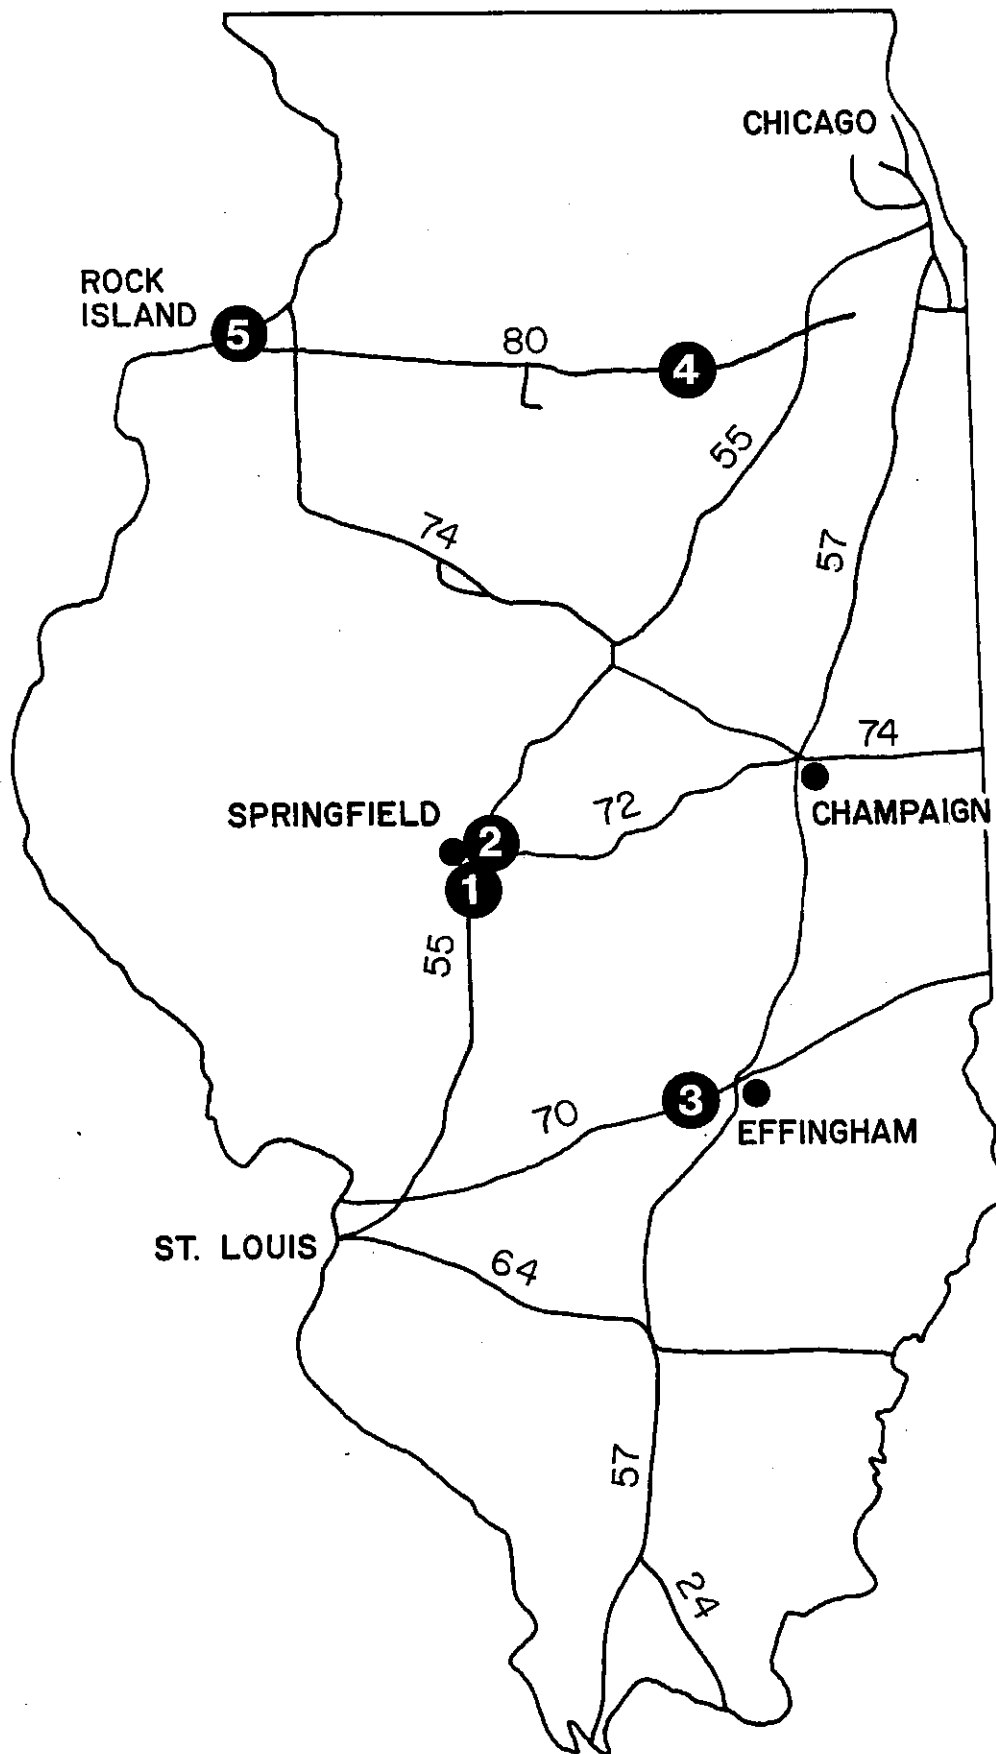 CHICAGO
ROCK
ISLAND
5
80
4
55
74
57
74
72
SPRINGFIELD
2
CHAMPAIGN
1
55
3
70
EFFINGHAM
ST. LOUIS
64
57
24